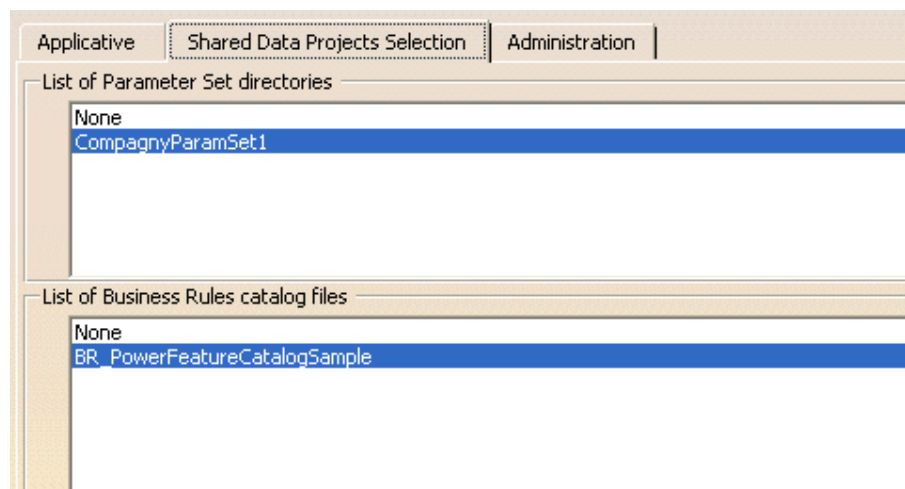 Applicative Shared Data Projects Selection Administration
List of Parameter Set directories
None
CompagnyParamSet1
List of Business Rules catalog files
None
BR_PowerFeatureCatalogSample